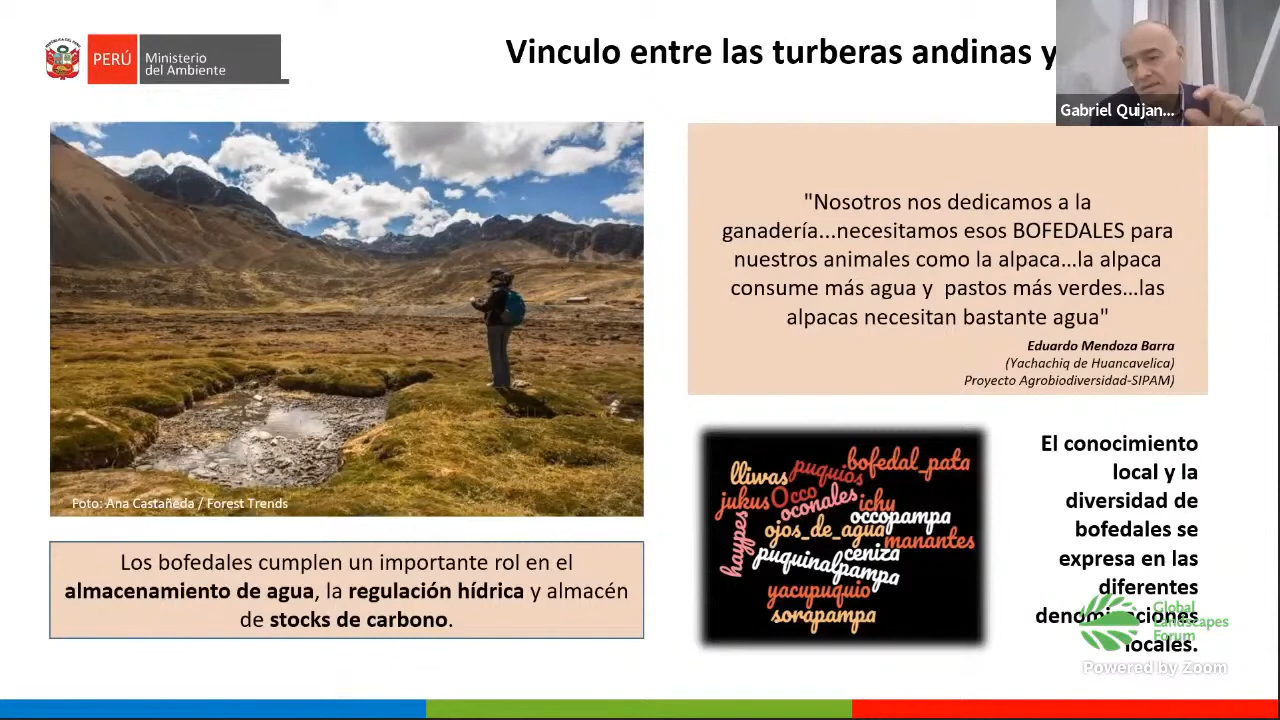 PERÚ
Ministerio
del Ambiente
Vinculo entre las turberas andinas y
Gabriel Quijan...
"Nosotros nos dedicamos a la
ganadería...necesitamos esos BOFEDALES para
nuestros animales como la alpaca...la alpaca
consume más agua y pastos más verdes...las
alpacas necesitan bastante agua"
Eduardo Mendoza Barra
(Yachachiq de Huancavelica)
Proyecto Agrobiodiversidad-SIPAM)
Foto: Ana Castañeda / Forest Trends
Los bofedales cumplen un importante rol en el
almacenamiento de agua, la regulación hídrica y almacén
de stocks de carbono.
lliwas
puquios
bofedal_pata
jukus
Occo
oconales
ichu
occopampa
haypes
ojos_de_agua
manantes
puquinalpampa
ceniza
yacupuquio
sorapampa
El conocimiento
local y la
diversidad de
bofedales se
expresa en las
diferentes
denominaciones
locales.
Global
Landscapes
Forum
Powered by Zoom